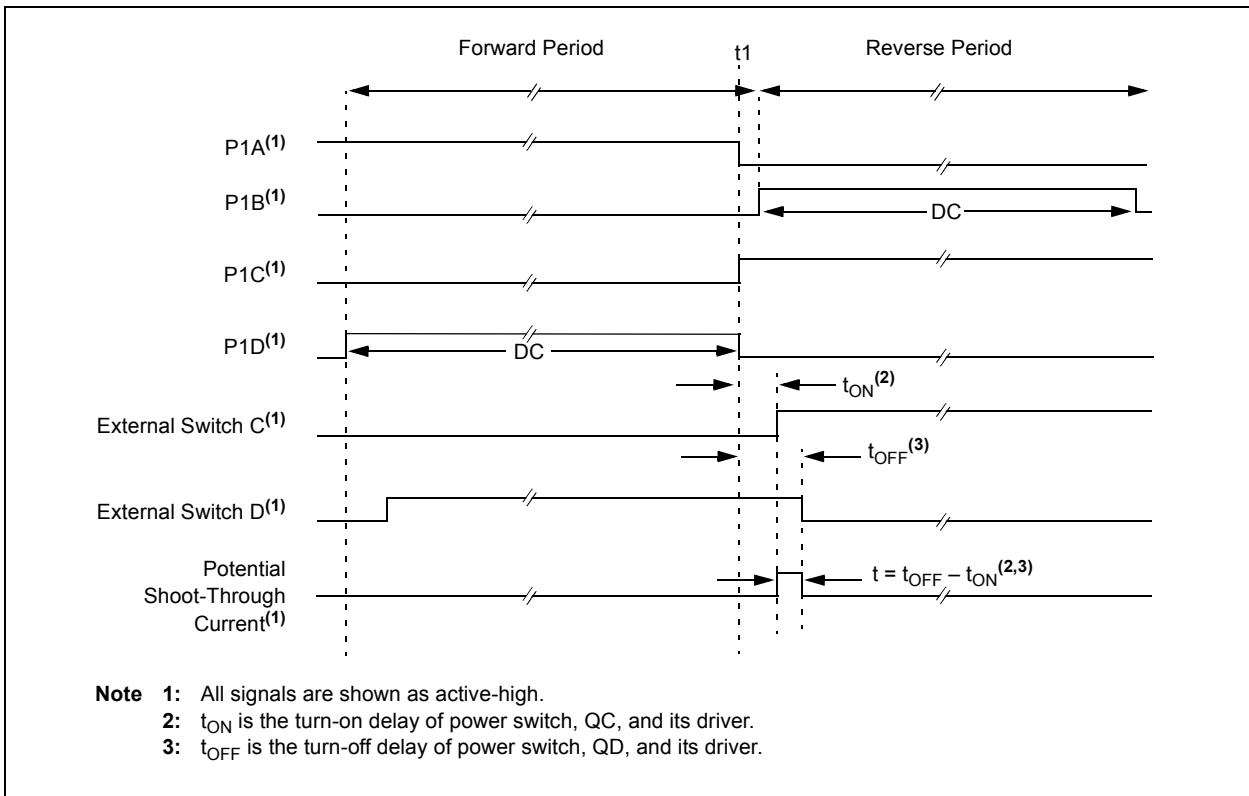 Forward Period
t1
Reverse Period
P1A(1)
P1B(1)
DC
P1C(1)
P1D(1)
DC
tON(2)
External Switch C(1)
tOFF(3)
External Switch D(1)
Potential
Shoot-Through
Current(1)
t = tOFF – tON(2,3)
Note 1: All signals are shown as active-high.
2: tON is the turn-on delay of power switch, QC, and its driver.
3: tOFF is the turn-off delay of power switch, QD, and its driver.